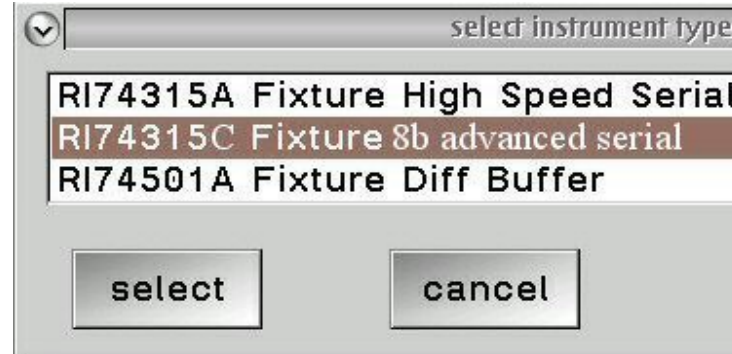 select instrument type
RI74315A Fixture High Speed Serial
RI74315C Fixture 8b advanced serial
RI74501A Fixture Diff Buffer
select cancel